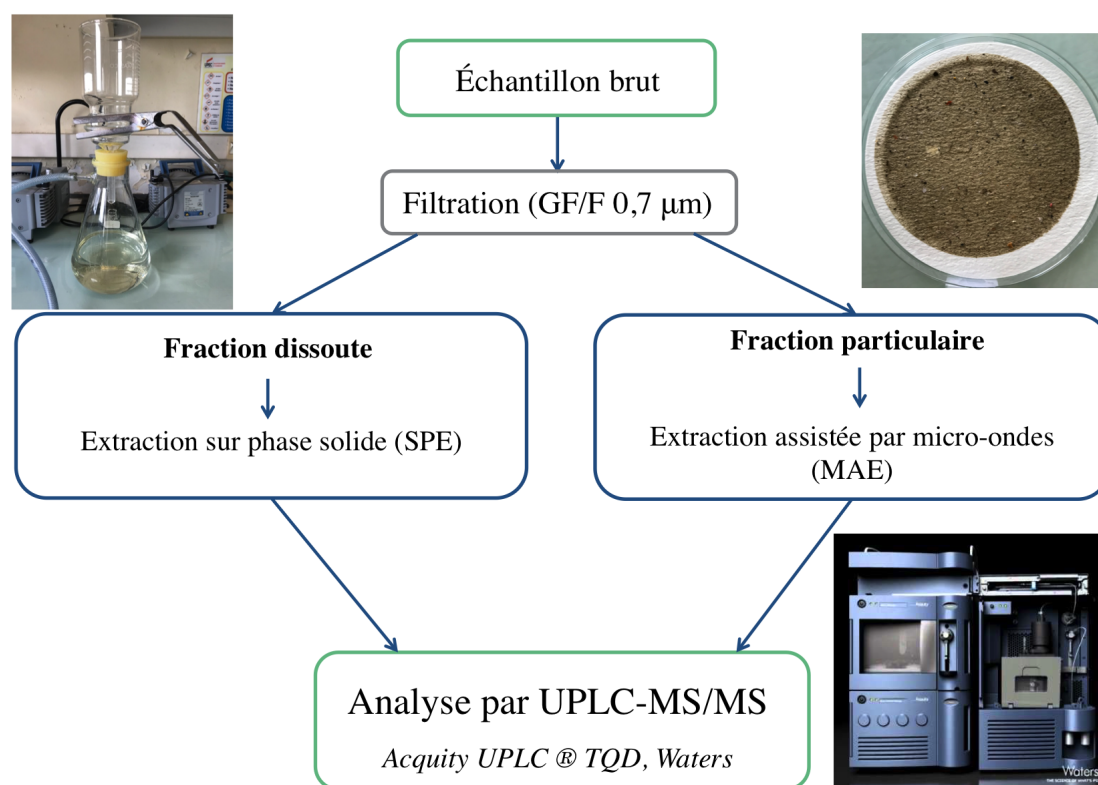 Échantillon brut
Filtration (GF/F 0,7 µm)
Fraction dissoute
Extraction sur phase solide (SPE)
Fraction particulaire
Extraction assistée par micro-ondes
(MAE)
Analyse par UPLC-MS/MS
Acquity UPLC ® TQD, Waters
Waters